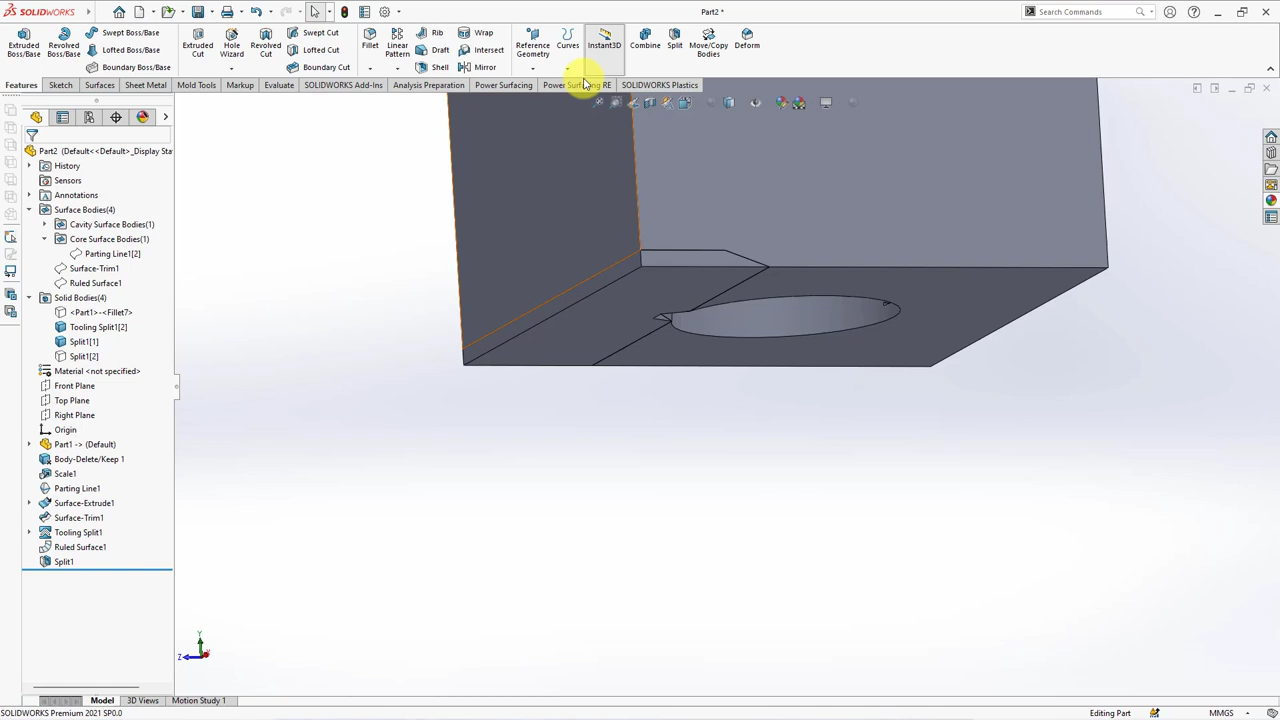 SOLIDWORKS
Part2 *
Search Commands
Extruded Boss/Base
Revolved Boss/Base
Swept Boss/Base
Lofted Boss/Base
Boundary Boss/Base
Extruded Cut
Hole Wizard
Revolved Cut
Swept Cut
Lofted Cut
Boundary Cut
Fillet
Linear Pattern
Rib
Draft
Shell
Wrap
Intersect
Mirror
Reference Geometry
Curves
Instant3D
Combine
Split
Move/Copy Bodies
Deform
Features
Sketch
Surfaces
Sheet Metal
Mold Tools
Markup
Evaluate
SOLIDWORKS Add-Ins
Analysis Preparation
Power Surfacing
Power Surfacing RE
SOLIDWORKS Plastics
Part2 (Default<<Default>_Display Sta
History
Sensors
Annotations
Surface Bodies(4)
Cavity Surface Bodies(1)
Core Surface Bodies(1)
Parting Line1[2]
Surface-Trim1
Ruled Surface1
Solid Bodies(4)
<Part1>-<Fillet7>
Tooling Split1[2]
Split1[1]
Split1[2]
Material <not specified>
Front Plane
Top Plane
Right Plane
Origin
Part1 -> (Default)
Body-Delete/Keep 1
Scale1
Parting Line1
Surface-Extrude1
Surface-Trim1
Tooling Split1
Ruled Surface1
Split1
Y
Z
Model
3D Views
Motion Study 1
SOLIDWORKS Premium 2021 SP0.0
Editing Part
MMGS